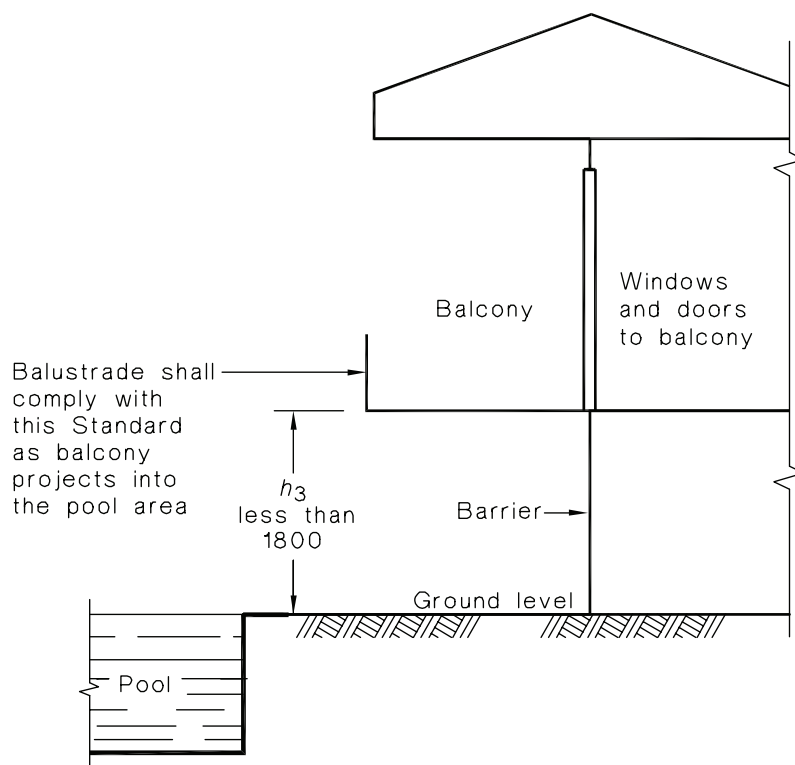 Balcony
Windows
and doors
to balcony
Balustrade shall
comply with
this Standard
as balcony
projects into
the pool area
h3
less than
1800
Barrier
Ground level
Pool